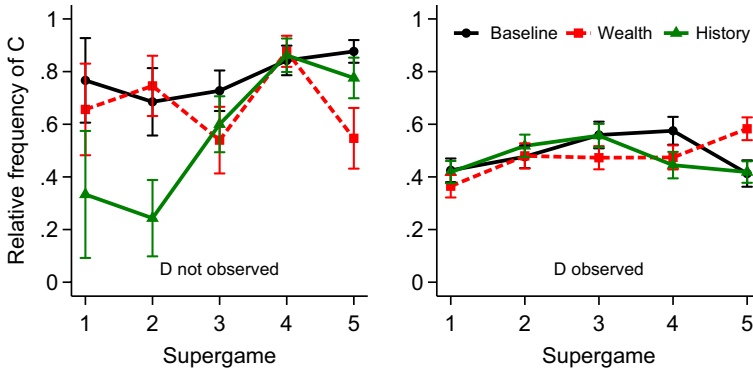 Relative frequency of C
1
.8
.6
.4
.2
0
D not observed
1 2 3 4 5
Supergame
Baseline Wealth History
1
.8
.6
.4
.2
0
D observed
1 2 3 4 5
Supergame